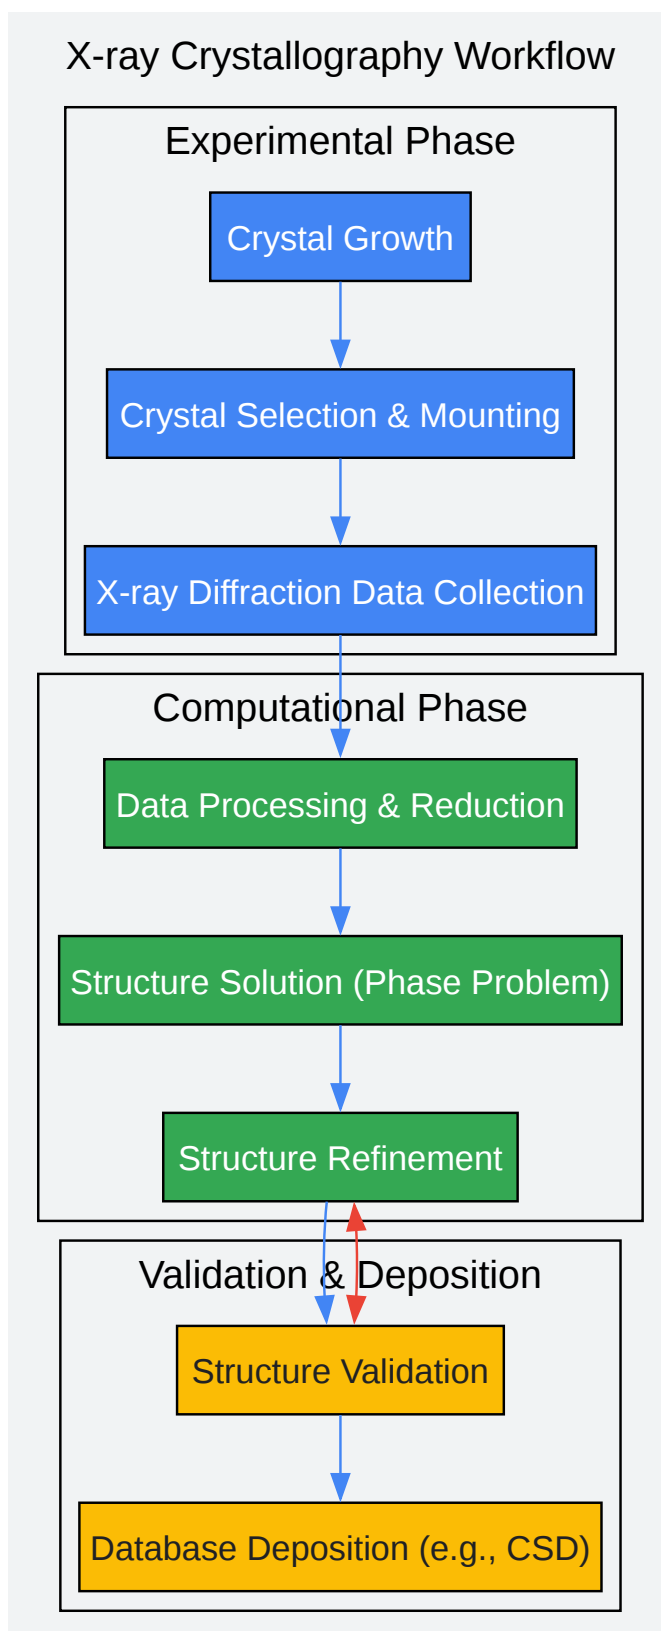 X-ray Crystallography Workflow
Experimental Phase
Crystal Growth
Crystal Selection & Mounting
X-ray Diffraction Data Collection
Computational Phase
Data Processing & Reduction
Structure Solution (Phase Problem)
Structure Refinement
Validation & Deposition
Structure Validation
Database Deposition (e.g., CSD)